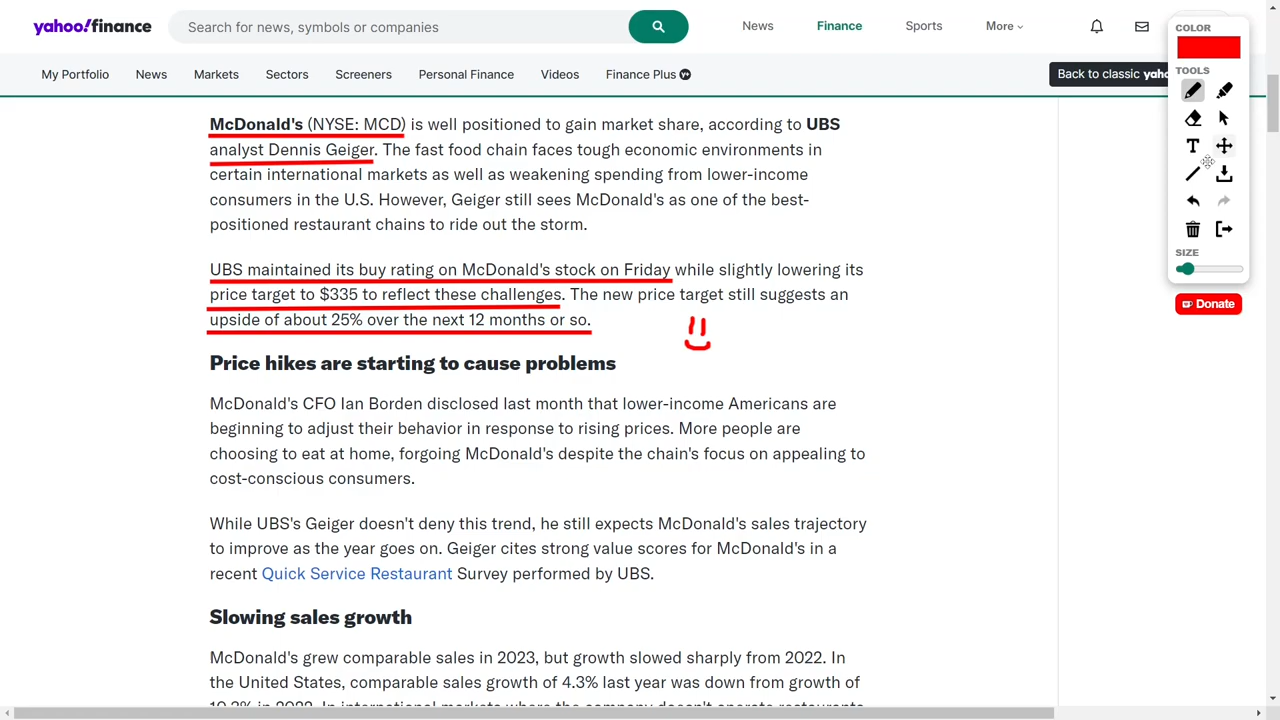 yahoo!finance
Search for news, symbols or companies
News
Finance
Sports
More
COLOR
My Portfolio
News
Markets
Sectors
Screeners
Personal Finance
Videos
Finance Plus
Back to classic yaho
TOOLS
T
SIZE
Donate
McDonald's (NYSE: MCD) is well positioned to gain market share, according to UBS
analyst Dennis Geiger. The fast food chain faces tough economic environments in
certain international markets as well as weakening spending from lower-income
consumers in the U.S. However, Geiger still sees McDonald's as one of the best-
positioned restaurant chains to ride out the storm.
UBS maintained its buy rating on McDonald's stock on Friday while slightly lowering its
price target to $335 to reflect these challenges. The new price target still suggests an
upside of about 25% over the next 12 months or so.
Price hikes are starting to cause problems
McDonald's CFO Ian Borden disclosed last month that lower-income Americans are
beginning to adjust their behavior in response to rising prices. More people are
choosing to eat at home, forgoing McDonald's despite the chain's focus on appealing to
cost-conscious consumers.
While UBS's Geiger doesn't deny this trend, he still expects McDonald's sales trajectory
to improve as the year goes on. Geiger cites strong value scores for McDonald's in a
recent Quick Service Restaurant Survey performed by UBS.
Slowing sales growth
McDonald's grew comparable sales in 2023, but growth slowed sharply from 2022. In
the United States, comparable sales growth of 4.3% last year was down from growth of
in 2022. In international markets where the company doesn't operate restaurants